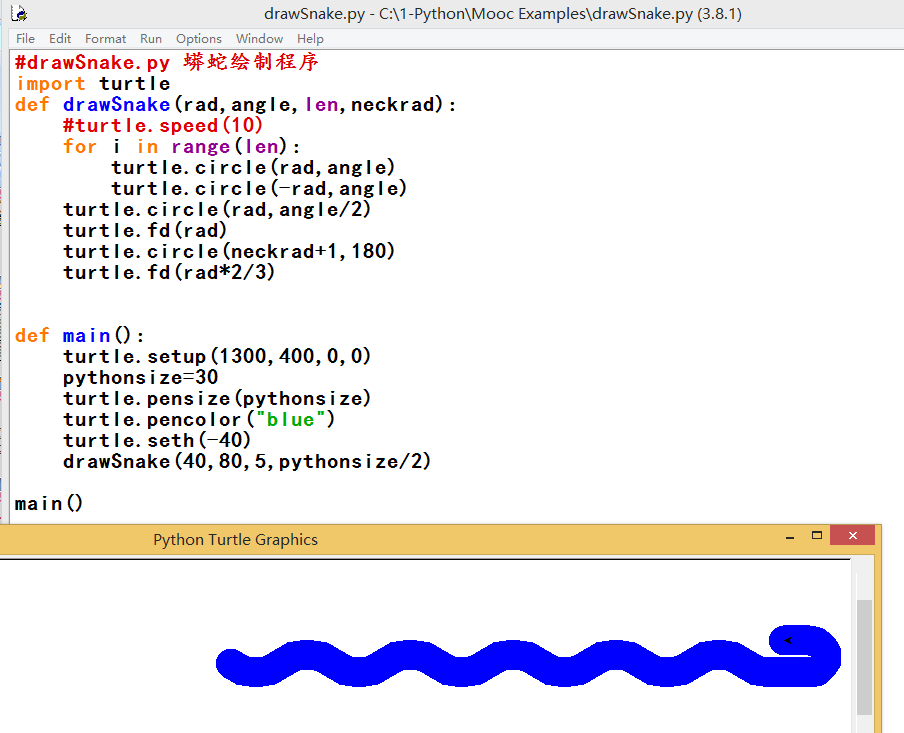 drawSnake.py - C:\1-Python\Mooc Examples\drawSnake.py (3.8.1)
File Edit Format Run Options Window Help
#drawSnake.py 蟒蛇绘制程序
import turtle
def drawSnake(rad,angle,len,neckrad):
    #turtle.speed(10)
    for i in range(len):
        turtle.circle(rad,angle)
        turtle.circle(-rad,angle)
    turtle.circle(rad,angle/2)
    turtle.fd(rad)
    turtle.circle(neckrad+1,180)
    turtle.fd(rad*2/3)
def main():
    turtle.setup(1300,400,0,0)
    pythonsize=30
    turtle.pensize(pythonsize)
    turtle.pencolor("blue")
    turtle.seth(-40)
    drawSnake(40,80,5,pythonsize/2)
main()
Python Turtle Graphics